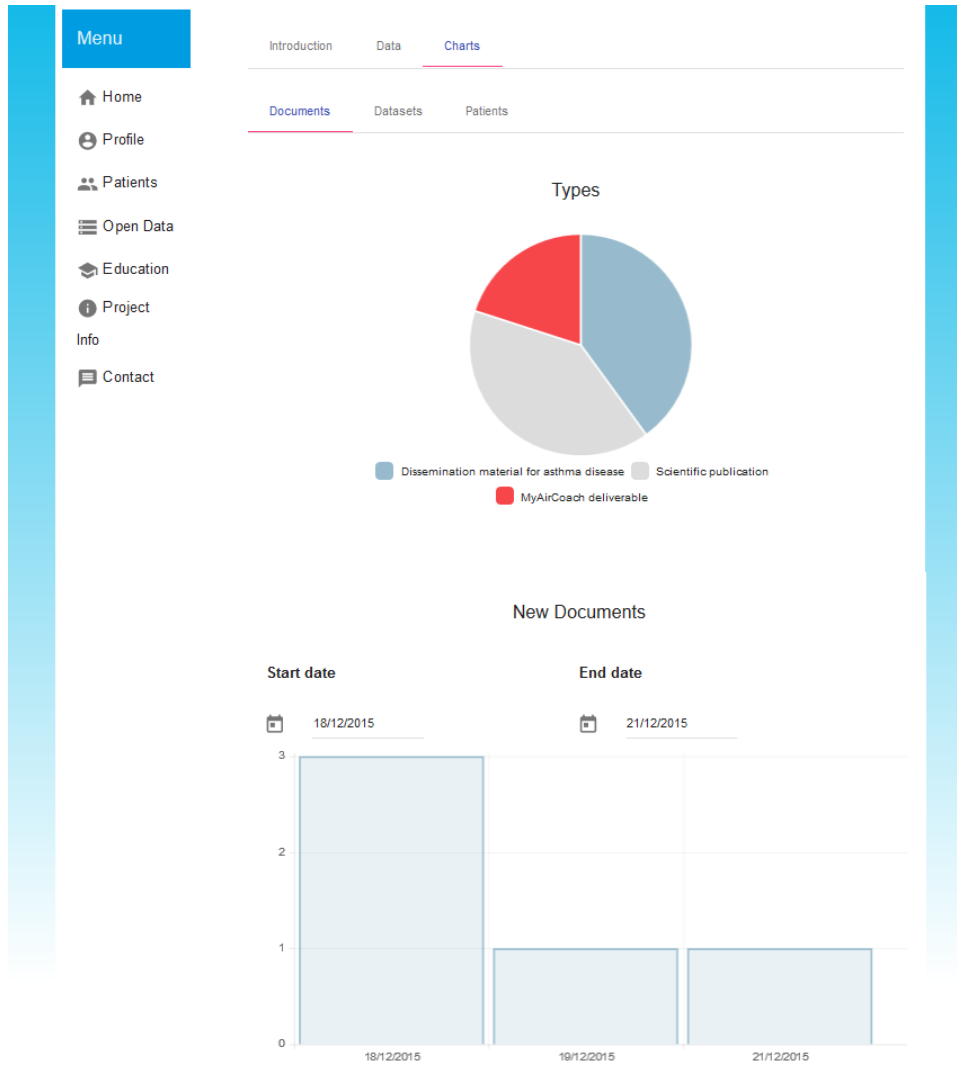 Menu
Home
Profile
Patients
Open Data
Education
Project
Info
Contact
Introduction Data Charts
Documents Datasets Patients
Types
Dissemination material for asthma disease Scientific publication
MyAirCoach deliverable
New Documents
Start date End date
18/12/2015 21/12/2015
3
2
1
0
18/12/2015 19/12/2015 21/12/2015